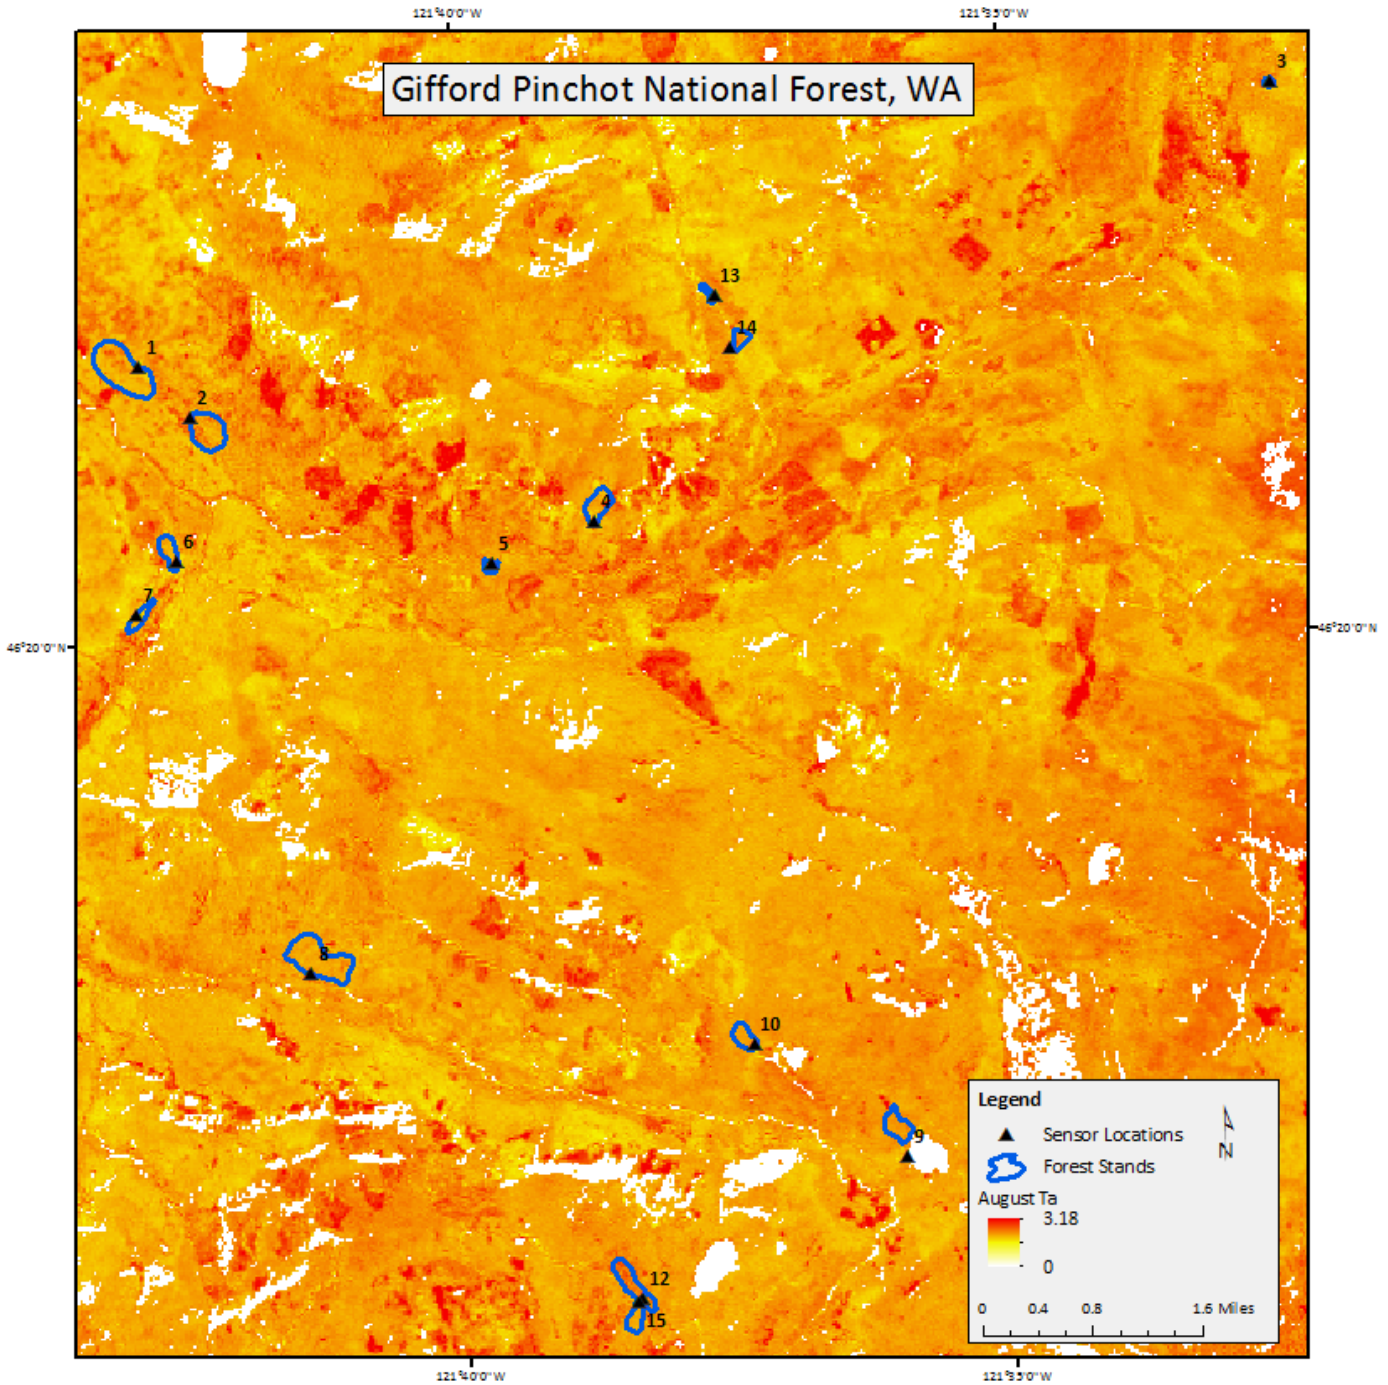 121°40'0"W
121°35'0"W
Gifford Pinchot National Forest, WA
3
13
14
1
2
4
5
6
7
46°20'0"N
46°20'0"N
8
10
9
12
15
Legend
Sensor Locations
N
Forest Stands
August Ta
3.18
0
0
0.4
0.8
1.6 Miles
121°40'0"W
121°35'0"W